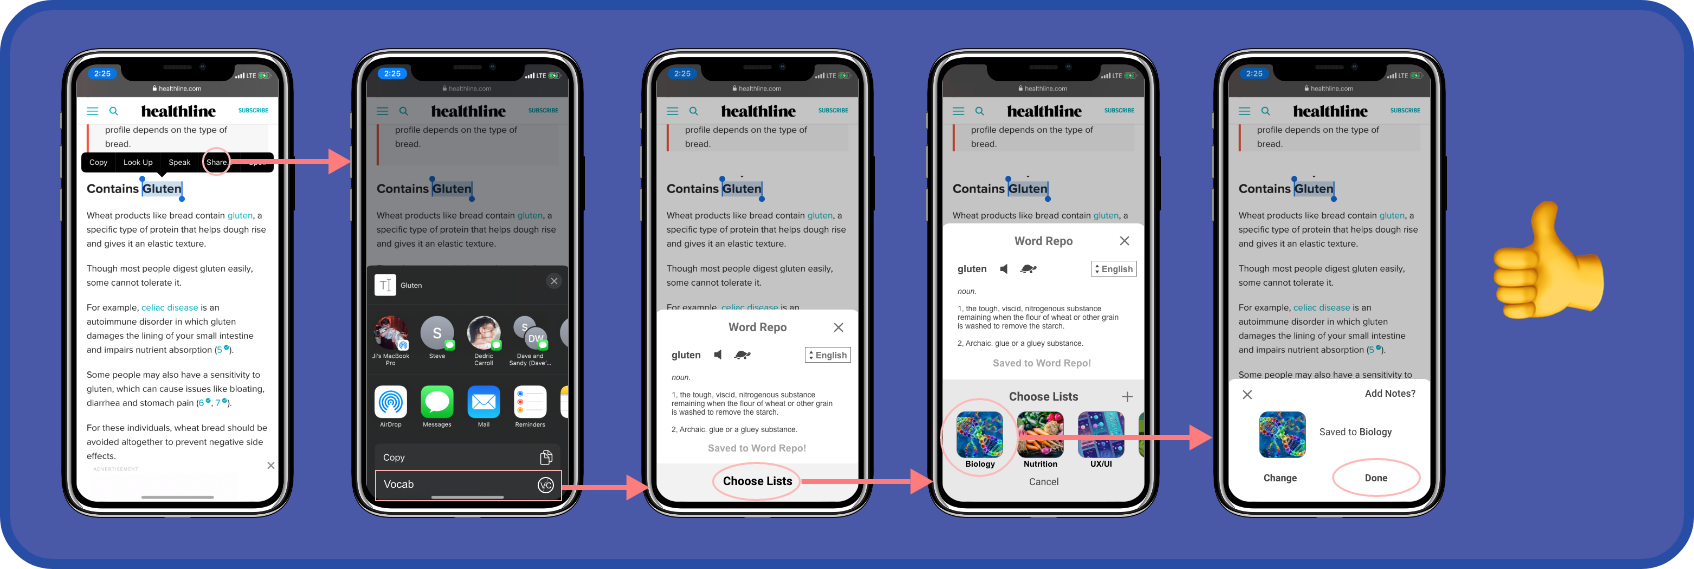 2:25
LTE
healthline.com
healthline
SUBSCRIBE
profile depends on the type of
bread.
Copy
Look Up
Speak
Share
Contains Gluten
Wheat products like bread contain gluten, a
specific type of protein that helps dough rise
and gives it an elastic texture.
Though most people digest gluten easily,
some cannot tolerate it.
For example, celiac disease is an
autoimmune disorder in which gluten
damages the lining of your small intestine
and impairs nutrient absorption (5).
Some people may also have a sensitivity to
gluten, which can cause issues like bloating,
diarrhea and stomach pain (6, 7).
For these individuals, wheat bread should be
avoided altogether to prevent negative side
effects.
ADVERTISEMENT
2:25
LTE
healthline.com
healthline
SUBSCRIBE
profile depends on the type of
bread.
Contains Gluten
Wheat products like bread contain gluten, a
specific type of protein that helps dough rise
and gives it an elastic texture.
T
Gluten
JI's MacBook
Pro
S
Steve
Dedric
Carroll
S
DW
Dave and
Sandy (Dave'...
AirDrop
Messages
Mail
Reminders
Copy
Vocab
VC
2:25
LTE
healthline.com
healthline
SUBSCRIBE
profile depends on the type of
bread.
Contains Gluten
Wheat products like bread contain gluten, a
specific type of protein that helps dough rise
and gives it an elastic texture.
Though most people digest gluten easily,
some cannot tolerate it.
For example, celiac disease is an
Word Repo
gluten
English
noun.
1, the tough, viscid, nitrogenous substance
remaining when the flour of wheat or other grain
is washed to remove the starch.
2, Archaic. glue or a gluey substance.
Saved to Word Repo!
Choose Lists
2:25
LTE
healthline.com
healthline
SUBSCRIBE
profile depends on the type of
bread.
Contains Gluten
Wheat products like bread contain gluten, a
Word Repo
gluten
English
noun.
1, the tough, viscid, nitrogenous substance
remaining when the flour of wheat or other grain
is washed to remove the starch.
2, Archaic. glue or a gluey substance.
Saved to Word Repo!
Choose Lists
Biology
Nutrition
UX/UI
Cancel
2:25
LTE
healthline.com
healthline
SUBSCRIBE
profile depends on the type of
bread.
Contains Gluten
Wheat products like bread contain gluten, a
specific type of protein that helps dough rise
and gives it an elastic texture.
Though most people digest gluten easily,
some cannot tolerate it.
For example, celiac disease is an
autoimmune disorder in which gluten
damages the lining of your small intestine
and impairs nutrient absorption (5).
Some people may also have a sensitivity to
Add Notes?
Saved to Biology
Change
Done